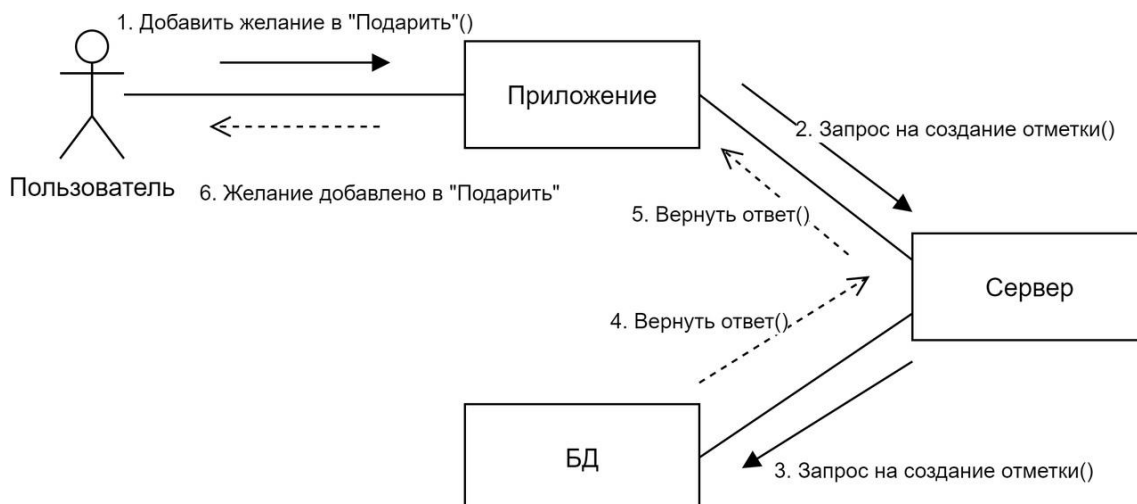 1. Добавить желание в "Подарить"()
Приложение
2. Запрос на создание отметки()
Пользователь
6. Желание добавлено в "Подарить"
5. Вернуть ответ()
Сервер
4. Вернуть ответ()
БД
3. Запрос на создание отметки()